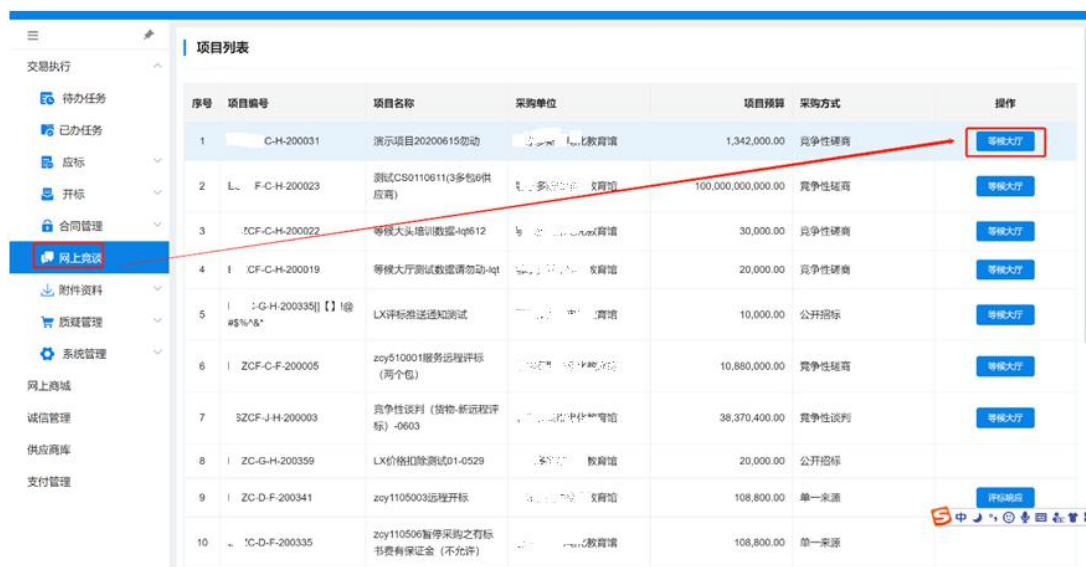 项目列表
交易执行
待办任务
已办任务
应标
开标
合同管理
网上竞谈
附件资料
质疑管理
系统管理
网上商城
诚信管理
供应商库
支付管理
序号 项目编号 项目名称 采购单位 项目预算 采购方式 操作
1 C-H-200031 演示项目20200615勿动 教育馆 1,342,000.00 竞争性磋商 等候大厅
2 F-C-H-200023 测试CS0110611(3多包6供
应商) 教育馆 100,000,000,000.00 竞争性磋商 等候大厅
3 CF-C-H-200022 等候大头培训数据-lqt612 教育馆 30,000.00 竞争性磋商 等候大厅
4 CF-C-H-200019 等候大厅测试数据请勿动-lqt 教育馆 20,000.00 竞争性磋商 等候大厅
5 -G-H-200335[]【】!@
#$%^&* LX评标推送通知测试 育馆 10,000.00 公开招标 等候大厅
6 ZCF-C-F-200005 zcy510001服务远程评标
(两个包) 10,880,000.00 竞争性磋商 等候大厅
7 SZCF-J-H-200003 竞争性谈判(货物-新远程评
标)-0603 育馆 38,370,400.00 竞争性谈判 等候大厅
8 ZC-G-H-200359 LX价格扣除测试01-0529 教育馆 20,000.00 公开招标
9 ZC-D-F-200341 zcy1105003远程开标 育馆 108,800.00 单一来源 评标响应
10 C-D-F-200335 zcy110506暂停采购之有标
书费有保证金(不允许) 教育馆 108,800.00 单一来源
中